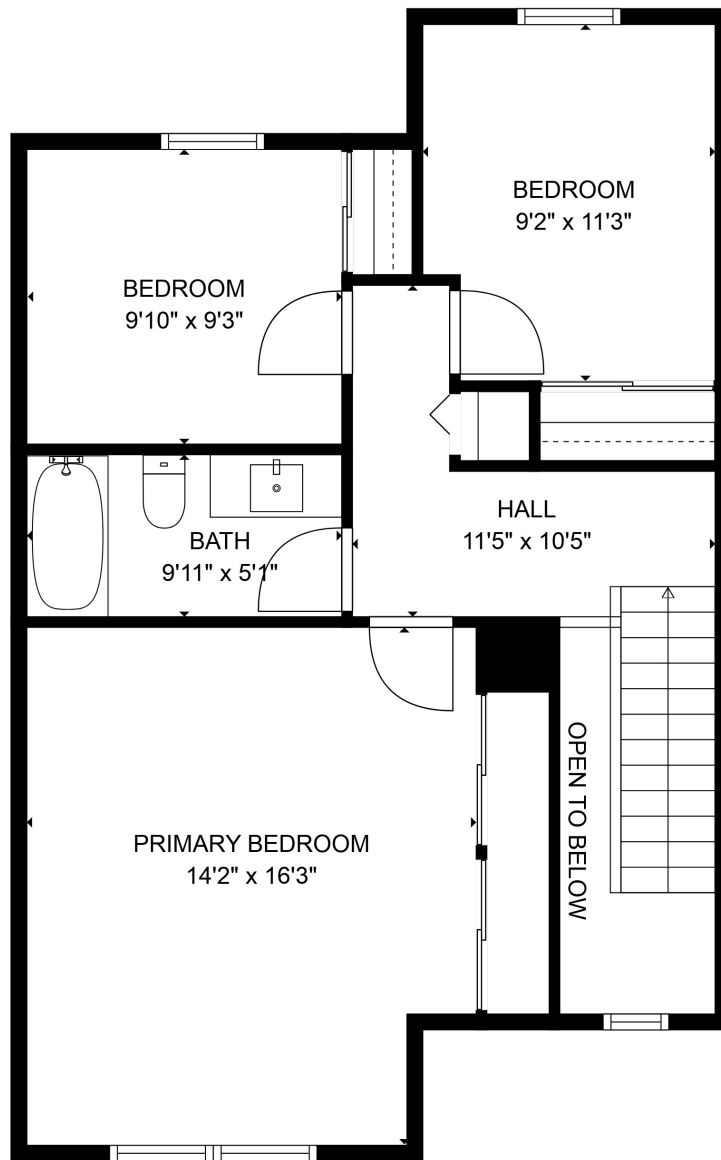 BEDROOM
9'2" x 11'3"
BEDROOM
9'10" x 9'3"
HALL
11'5" x 10'5"
BATH
9'11" x 5'1"
OPEN TO BELOW
PRIMARY BEDROOM
14'2" x 16'3"